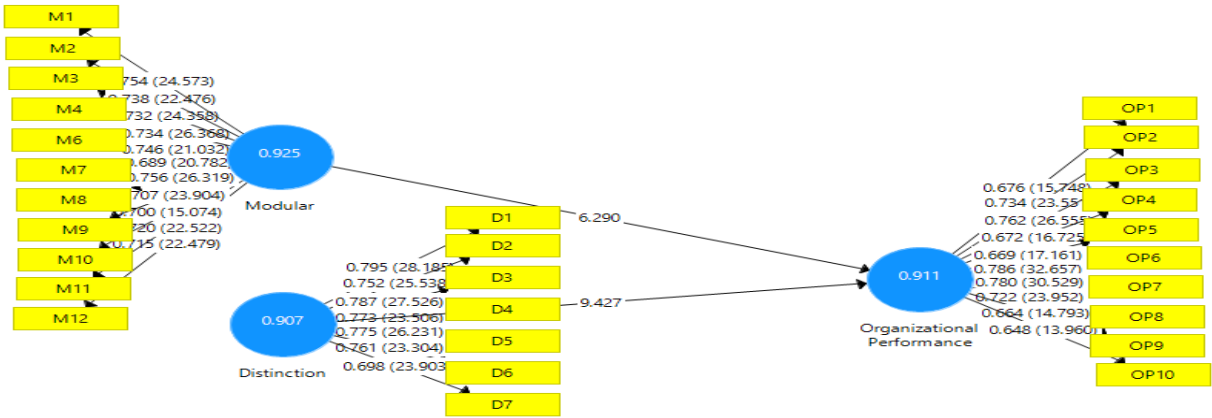 M1
M2
M3
M4
M6
M7
M8
M9
M10
M11
M12
.754 (24.573)
0.738 (22.476)
.732 (24.358)
0.734 (26.368)
0.746 (21.032)
0.689 (20.782)
0.756 (26.319)
.707 (23.904)
0.700 (15.074)
.720 (22.522)
0.715 (22.479)
0.925
Modular
6.290
D1
D2
D3
D4
D5
D6
D7
0.795 (28.185)
0.752 (25.538)
0.787 (27.526)
0.773 (23.506)
0.775 (26.231)
0.761 (23.304)
0.698 (23.903)
0.907
Distinction
9.427
0.911
Organizational
Performance
0.676 (15.748)
0.734 (23.55
0.762 (26.555)
0.672 (16.725
0.669 (17.161)
0.786 (32.657)
0.780 (30.529)
0.722 (23.952)
0.664 (14.793)
0.648 (13.960)
OP1
OP2
OP3
OP4
OP5
OP6
OP7
OP8
OP9
OP10